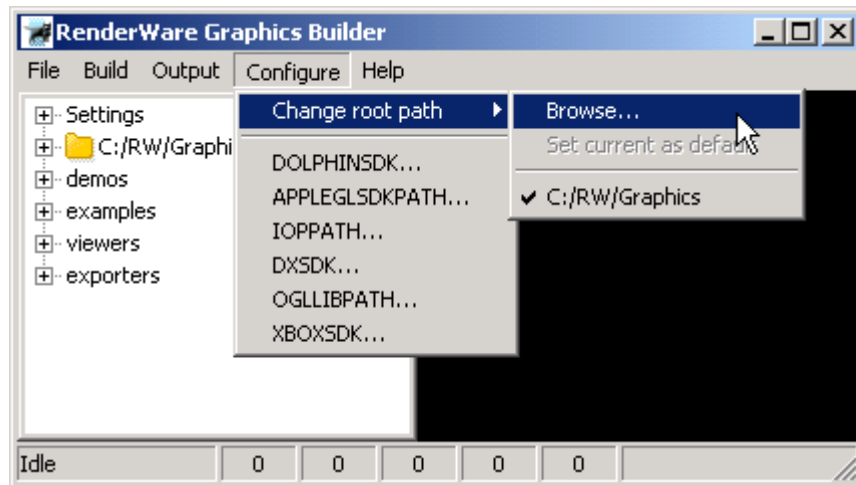 RenderWare Graphics Builder
File Build Output Configure Help
Settings
C:/RW/Graphi
demos
examples
viewers
exporters
Change root path
DOLPHINSDK...
APPLEGLSDKPATH...
IOPPATH...
DXSDK...
OGLLIBPATH...
XBOXSDK...
Browse...
Set current as default
C:/RW/Graphics
Idle 0 0 0 0 0